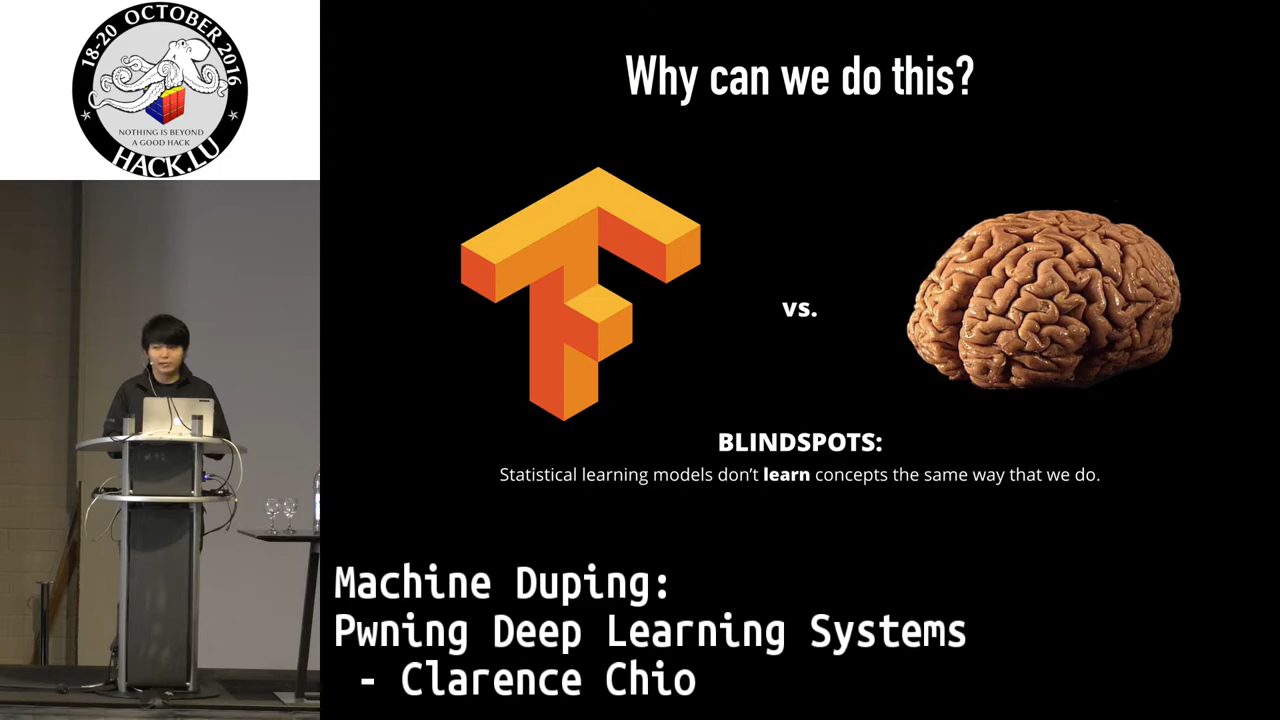 18-20 OCTOBER 2016
NOTHING IS BEYOND
A GOOD HACK
HACK.LU
Why can we do this?
vs.
BLINDSPOTS:
Statistical learning models don't learn concepts the same way that we do.
Machine Duping:
Pwning Deep Learning Systems
- Clarence Chio